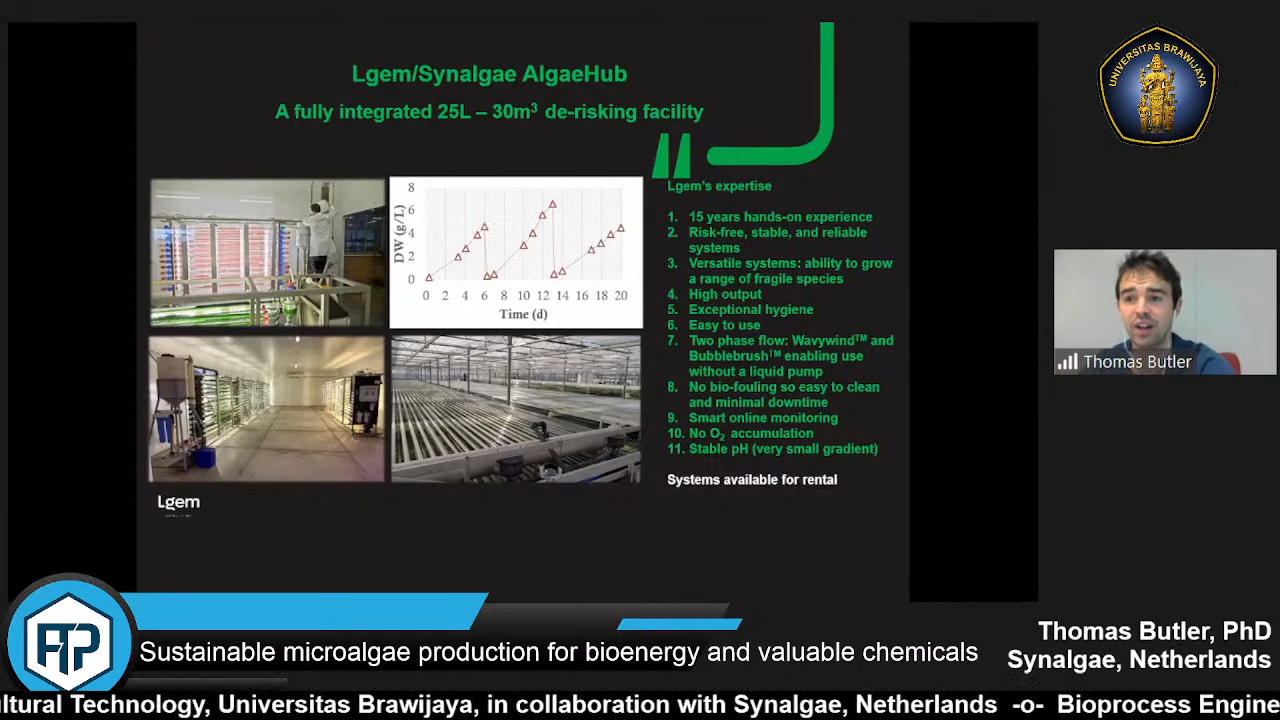 Lgem/Synalgae AlgaeHub
A fully integrated 25L – 30m³ de-risking facility
UNIVERSITAS BRAWIJAYA
8
6
4
2
0
DW (g/L)
0 2 4 6 8 10 12 14 16 18 20
Time (d)
Lgem's expertise
1. 15 years hands-on experience
2. Risk-free, stable, and reliable
systems
3. Versatile systems: ability to grow
a range of fragile species
4. High output
5. Exceptional hygiene
6. Easy to use
7. Two phase flow: Wavywind™ and
Bubblebrush™ enabling use
without a liquid pump
8. No bio-fouling so easy to clean
and minimal downtime
9. Smart online monitoring
10. No O₂ accumulation
11. Stable pH (very small gradient)
Systems available for rental
Lgem
Thomas Butler
FTP
Sustainable microalgae production for bioenergy and valuable chemicals
Thomas Butler, PhD
Synalgae, Netherlands
ltural Technology, Universitas Brawijaya, in collaboration with Synalgae, Netherlands -o- Bioprocess Engine